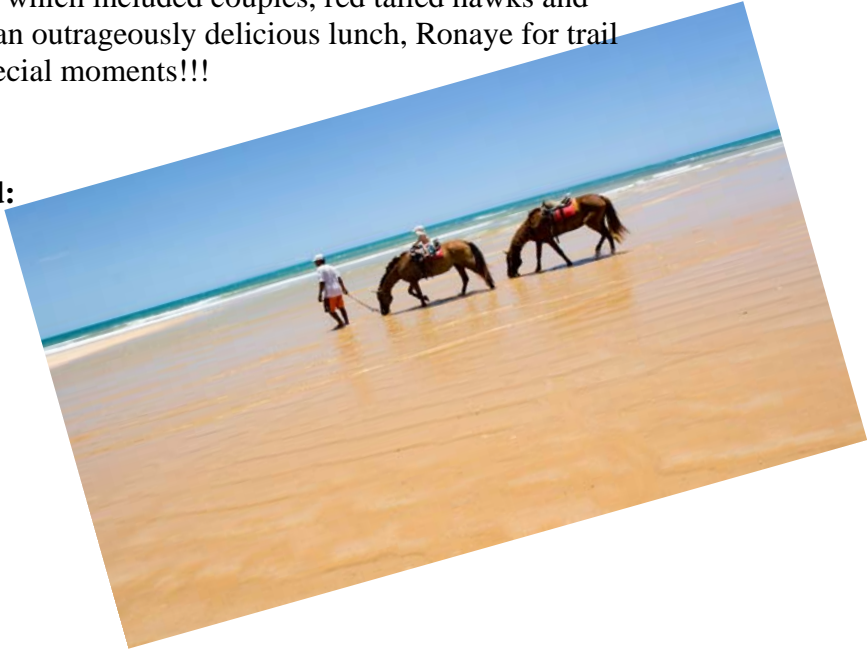 which included couples, red tailed hawks and
an outrageously delicious lunch, Ronaye for trail
ecial moments!!!
l: